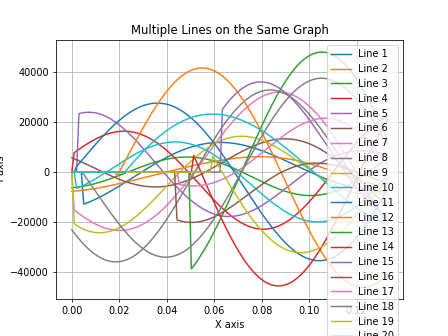 Multiple Lines on the Same Graph
40000
20000
0
−20000
−40000
0.00
0.02
0.04
0.06
0.08
0.10
X axis
Line 1
Line 2
Line 3
Line 4
Line 5
Line 6
Line 7
Line 8
Line 9
Line 10
Line 11
Line 12
Line 13
Line 14
Line 15
Line 16
Line 17
Line 18
Line 19
Line 20